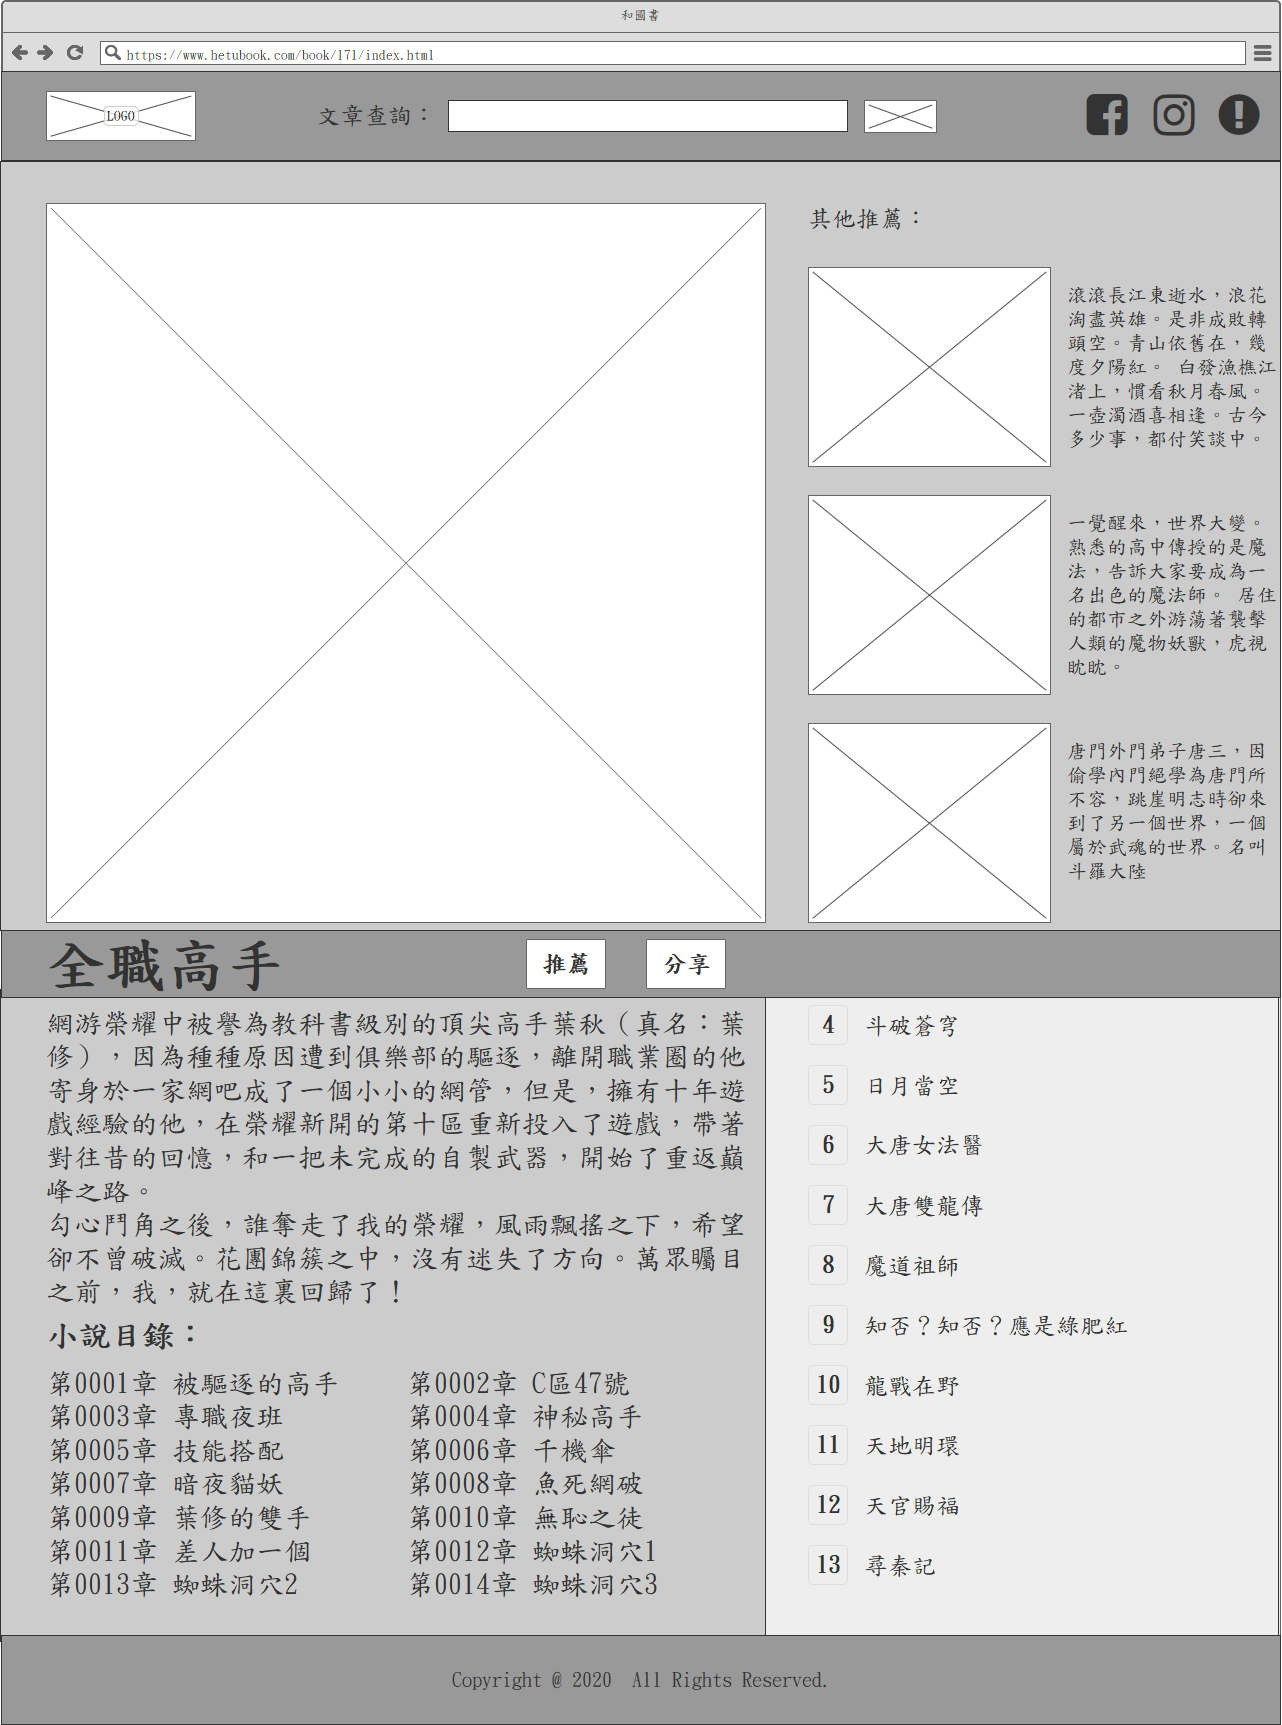 和圖書
https://www.hetubook.com/book/171/index.html
LOGO
文章查詢：
其他推薦：
滾滾長江東逝水，浪花
淘盡英雄。是非成敗轉
頭空。青山依舊在，幾
度夕陽紅。 白發漁樵江
渚上，慣看秋月春風。
一壺濁酒喜相逢。古今
多少事，都付笑談中。
一覺醒來，世界大變。
熟悉的高中傳授的是魔
法，告訴大家要成為一
名出色的魔法師。 居住
的都市之外游蕩著襲擊
人類的魔物妖獸，虎視
眈眈。
唐門外門弟子唐三，因
偷學內門絕學為唐門所
不容，跳崖明志時卻來
到了另一個世界，一個
屬於武魂的世界。名叫
斗羅大陸
全職高手
推薦
分享
網游榮耀中被譽為教科書級別的頂尖高手葉秋（真名：葉
修），因為種種原因遭到俱樂部的驅逐，離開職業圈的他
寄身於一家網吧成了一個小小的網管，但是，擁有十年遊
戲經驗的他，在榮耀新開的第十區重新投入了遊戲，帶著
對往昔的回憶，和一把未完成的自製武器，開始了重返巔
峰之路。
勾心鬥角之後，誰奪走了我的榮耀，風雨飄搖之下，希望
卻不曾破滅。花團錦簇之中，沒有迷失了方向。萬眾矚目
之前，我，就在這裏回歸了！
小說目錄：
第0001章 被驅逐的高手
第0002章 C區47號
第0003章 專職夜班
第0004章 神秘高手
第0005章 技能搭配
第0006章 千機傘
第0007章 暗夜貓妖
第0008章 魚死網破
第0009章 葉修的雙手
第0010章 無恥之徒
第0011章 差人加一個
第0012章 蜘蛛洞穴1
第0013章 蜘蛛洞穴2
第0014章 蜘蛛洞穴3
4 斗破蒼穹
5 日月當空
6 大唐女法醫
7 大唐雙龍傳
8 魔道祖師
9 知否？知否？應是綠肥紅
10 龍戰在野
11 天地明環
12 天官賜福
13 尋秦記
Copyright @ 2020  All Rights Reserved.